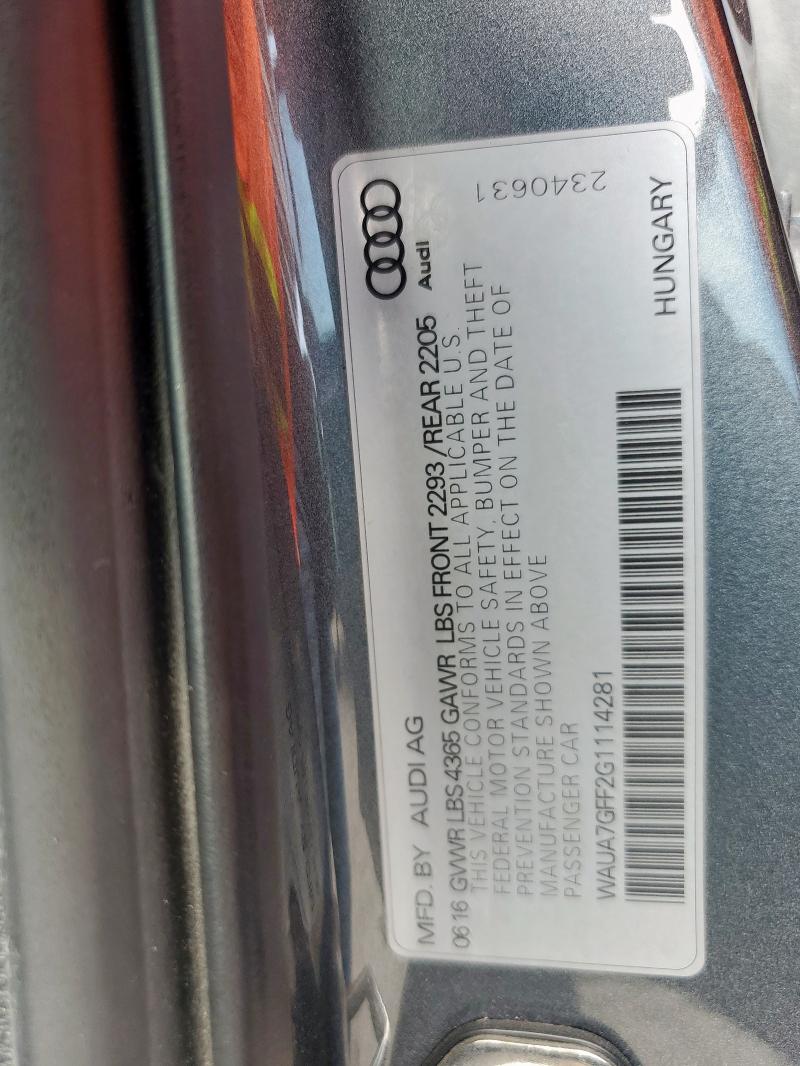 Audi
2340631
MFD. BY AUDI AG
0616 GVWR LBS 4365 GAWR LBS FRONT 2293 / REAR 2205
THIS VEHICLE CONFORMS TO ALL APPLICABLE U.S.
FEDERAL MOTOR VEHICLE SAFETY, BUMPER AND THEFT
PREVENTION STANDARDS IN EFFECT ON THE DATE OF
MANUFACTURE SHOWN ABOVE
PASSENGER CAR
WAUA7GFF2G1114281
HUNGARY